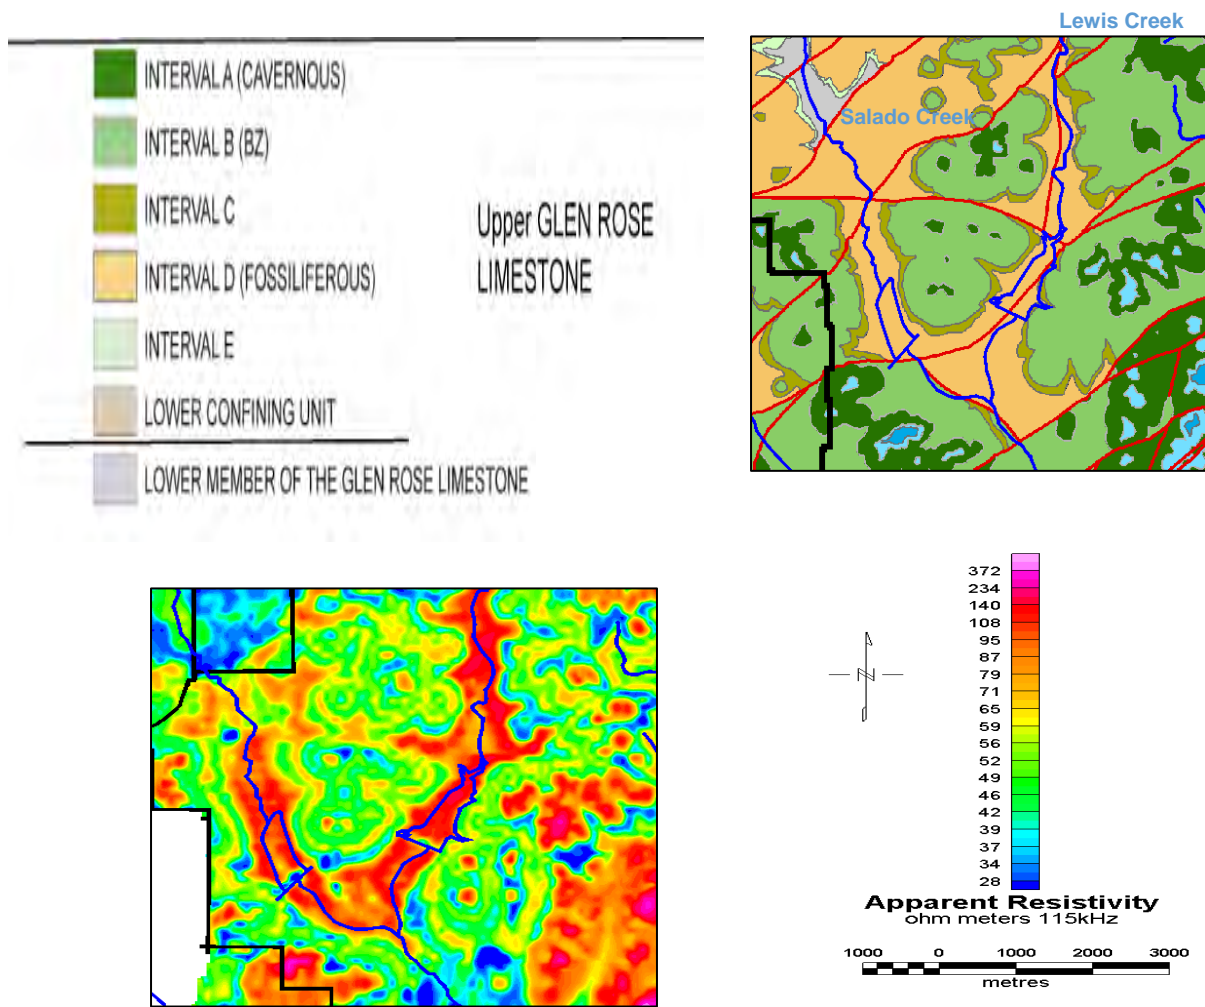 Lewis Creek
INTERVAL A (CAVERNOUS)
INTERVAL B (BZ)
INTERVAL C
INTERVAL D (FOSSILIFEROUS)
INTERVAL E
LOWER CONFINING UNIT
LOWER MEMBER OF THE GLEN ROSE LIMESTONE
Upper GLEN ROSE
LIMESTONE
Salado Creek
372
234
140
108
95
87
79
71
65
59
56
52
49
46
42
39
37
34
28
N
Apparent Resistivity
ohm meters 115kHz
1000 0 1000 2000 3000
metres